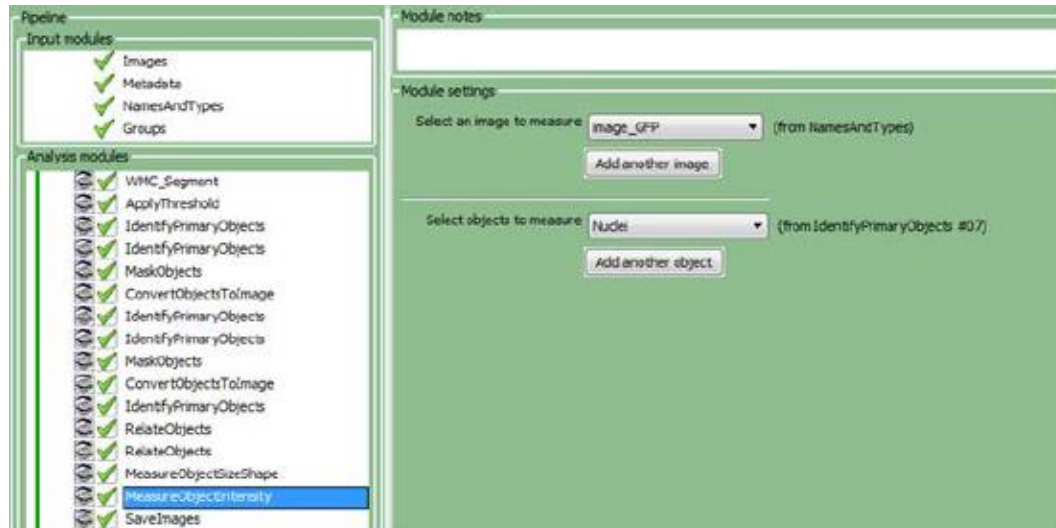 Pipeline
Input modules
Images
Metadata
NamesAndTypes
Groups
Analysis modules
WMC_Segment
ApplyThreshold
IdentifyPrimaryObjects
IdentifyPrimaryObjects
MaskObjects
ConvertObjectsToImage
IdentifyPrimaryObjects
IdentifyPrimaryObjects
MaskObjects
ConvertObjectsToImage
IdentifyPrimaryObjects
RelateObjects
RelateObjects
MeasureObjectSizeShape
MeasureObjectIntensity
SaveImages
Module notes
Module settings
Select an image to measure image_GFP (from NamesAndTypes)
Add another image
Select objects to measure Nuclei (from IdentifyPrimaryObjects #07)
Add another object